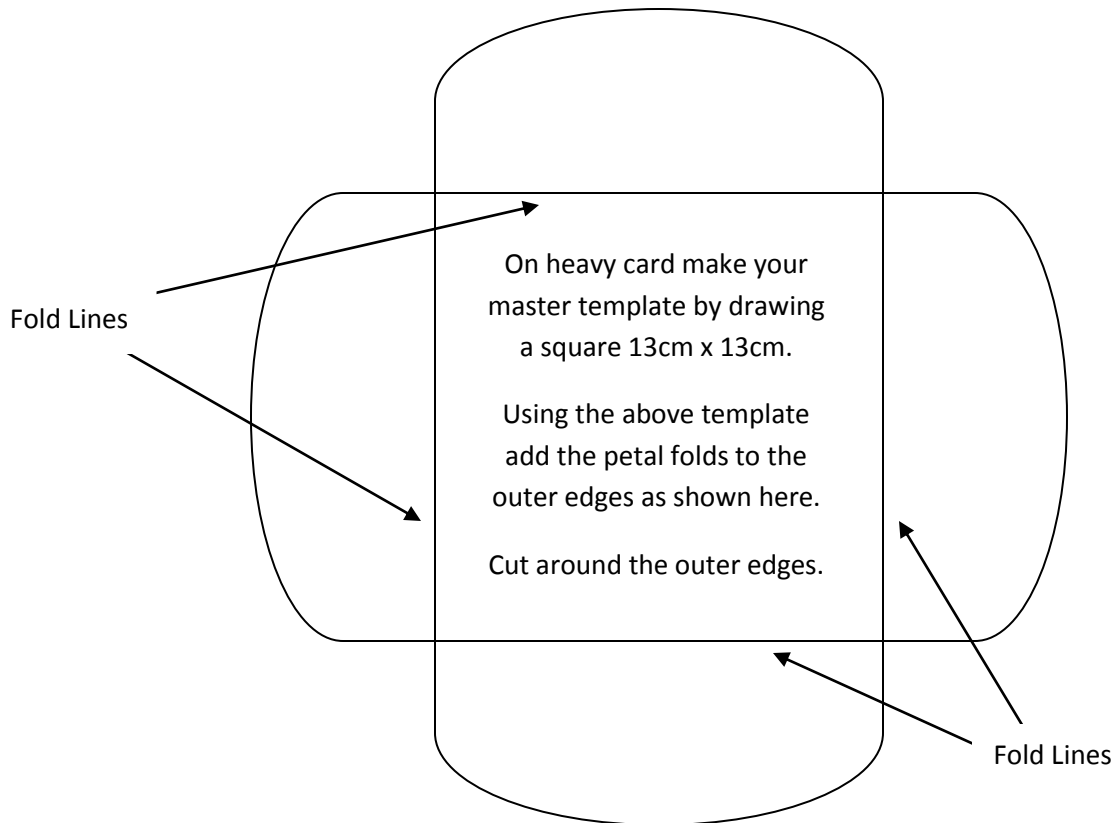 On heavy card make your
master template by drawing
a square 13cm x 13cm.
Fold Lines
Using the above template
add the petal folds to the
outer edges as shown here.
Cut around the outer edges.
Fold Lines